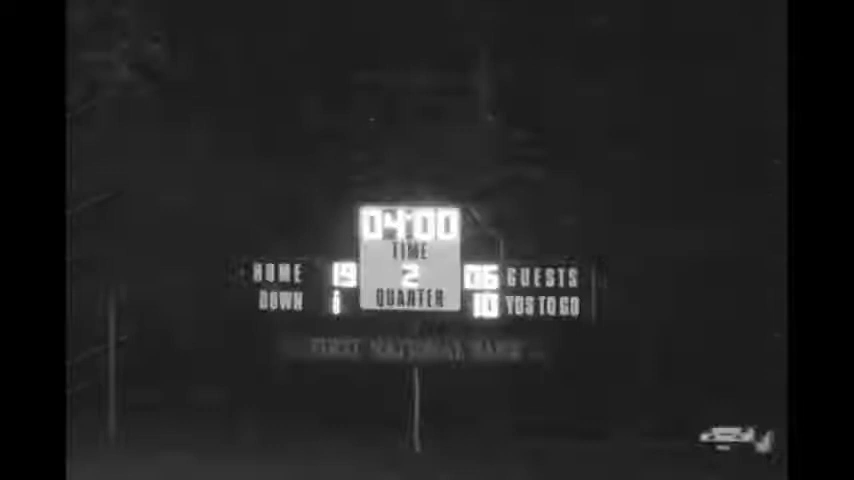 04:00
TIME
HOME 19 2 06 GUESTS
DOWN 1 QUARTER 10 YDS TO GO
FIRST NATIONAL BANK